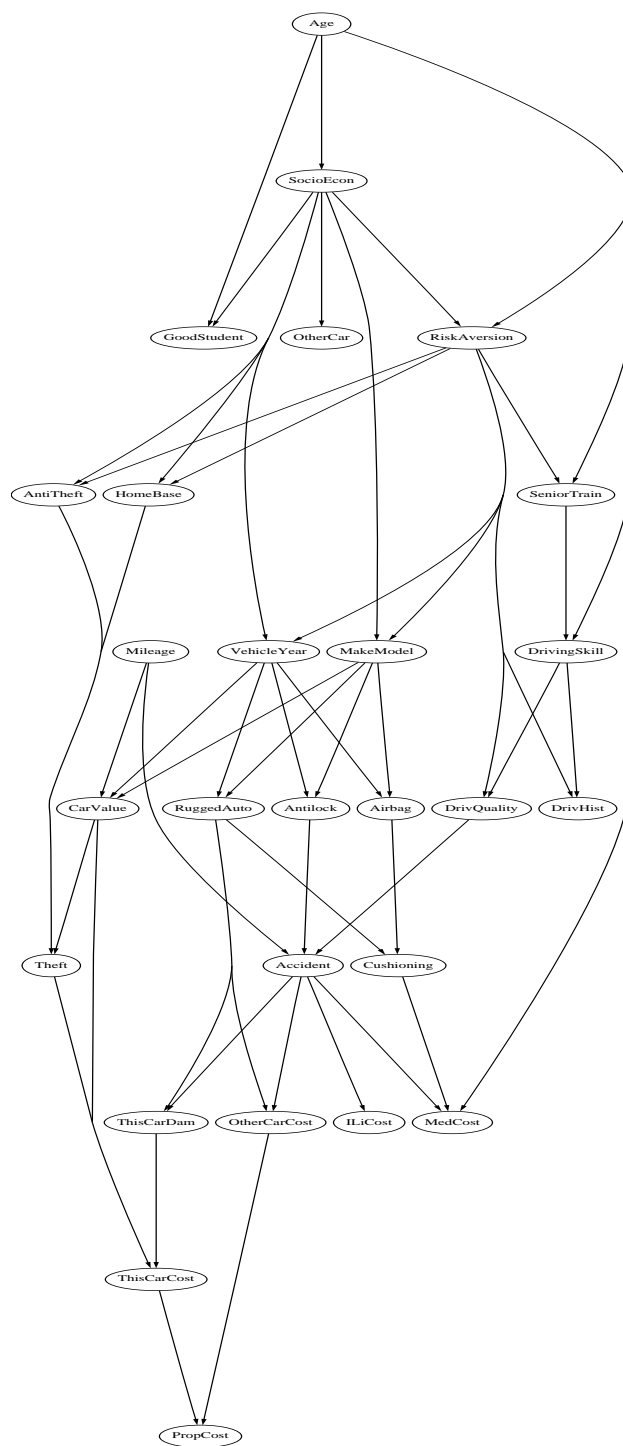 Age
SocioEcon
GoodStudent OtherCar RiskAversion
AntiTheft HomeBase SeniorTrain
Mileage VehicleYear MakeModel DrivingSkill
CarValue RuggedAuto Antilock Airbag DrivQuality DrivHist
Theft Accident Cushioning
ThisCarDam OtherCarCost ILiCost MedCost
ThisCarCost
PropCost